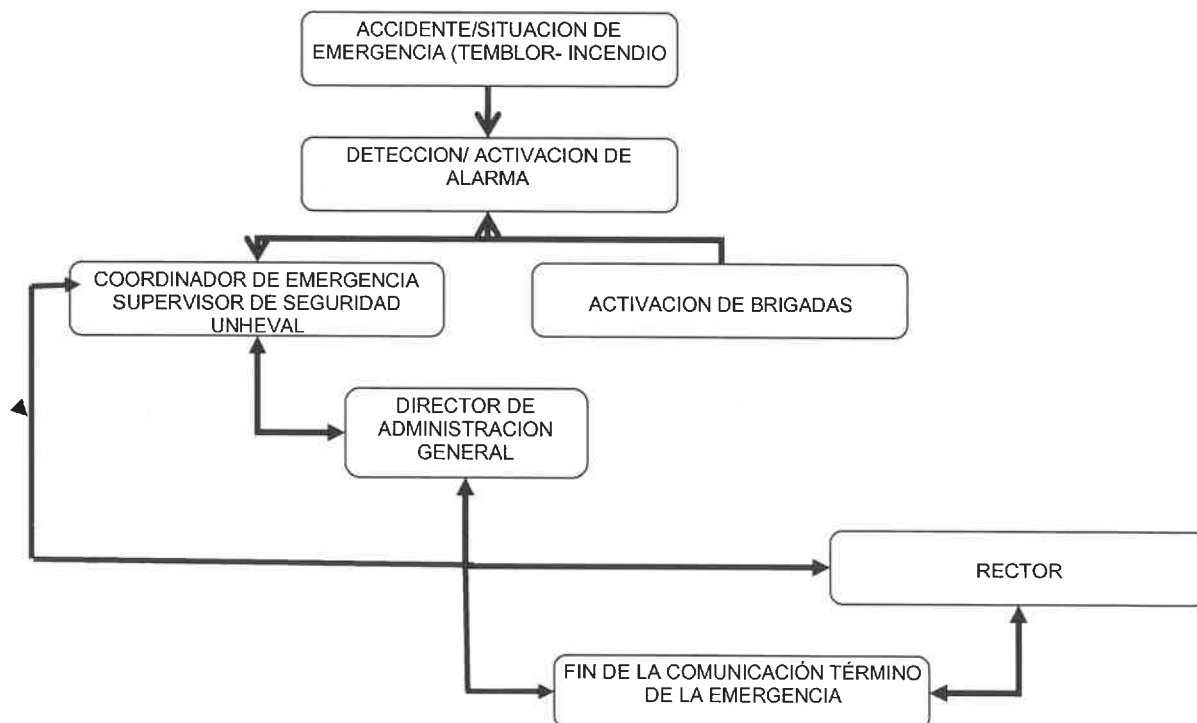 ACCIDENTE/SITUACION DE
EMERGENCIA (TEMBLOR- INCENDIO
DETECCION/ ACTIVACION DE
ALARMA
COORDINADOR DE EMERGENCIA
SUPERVISOR DE SEGURIDAD
UNHEVAL
ACTIVACION DE BRIGADAS
DIRECTOR DE
ADMINISTRACION
GENERAL
RECTOR
FIN DE LA COMUNICACIÓN TÉRMINO
DE LA EMERGENCIA